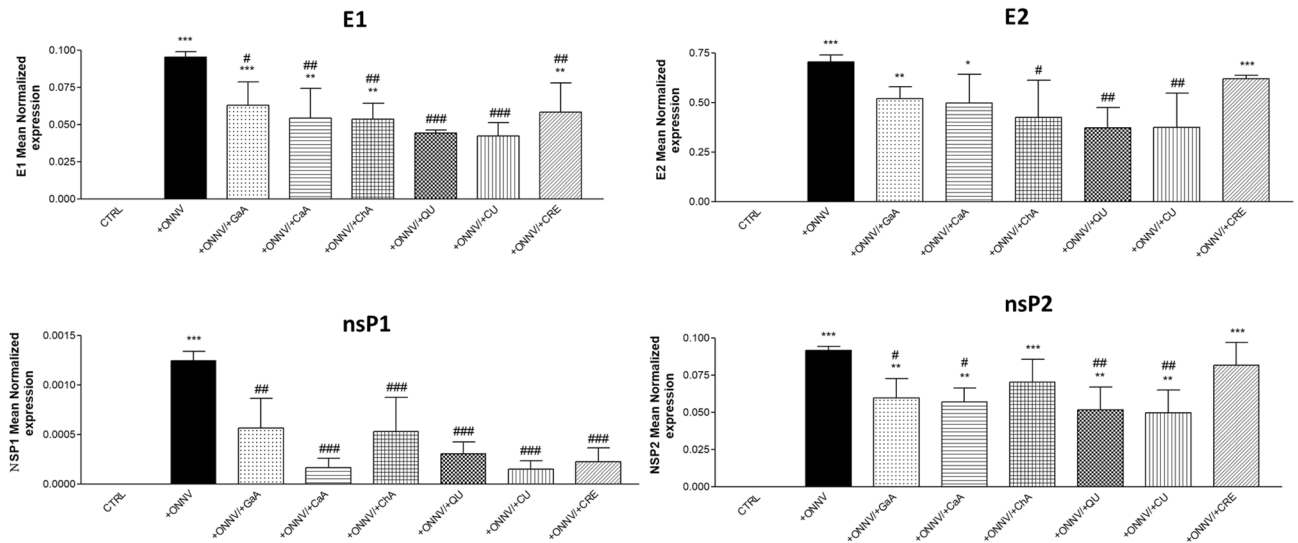 E1
E1 Mean Normalized
expression
0.100
0.075
0.050
0.025
0.000
***
#
***
##
**
##
**
###
###
##
**
CTRL
+ONNV
+ONNV/+GaA
+ONNV/+CaA
+ONNV/+ChA
+ONNV/+QU
+ONNV/+CU
+ONNV/+CRE
E2
E2 Mean Normalized
expression
0.75
0.50
0.25
0.00
***
**
*
#
##
##
***
CTRL
+ONNV
+ONNV/+GaA
+ONNV/+CaA
+ONNV/+ChA
+ONNV/+QU
+ONNV/+CU
+ONNV/+CRE
nsP1
NSP1 Mean Normalized
expression
0.0015
0.0010
0.0005
0.0000
***
##
###
###
###
###
###
CTRL
+ONNV
+ONNV/+GaA
+ONNV/+CaA
+ONNV/+ChA
+ONNV/+QU
+ONNV/+CU
+ONNV/+CRE
nsP2
NSP2 Mean Normalized
expression
0.100
0.075
0.050
0.025
0.000
***
#
**
#
**
***
##
**
##
**
***
CTRL
+ONNV
+ONNV/+GaA
+ONNV/+CaA
+ONNV/+ChA
+ONNV/+QU
+ONNV/+CU
+ONNV/+CRE